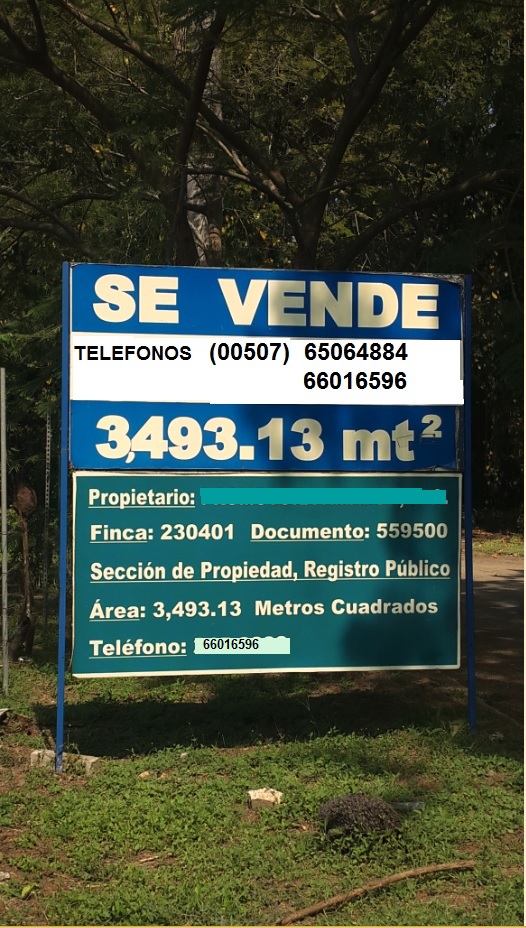 SE VENDE
TELEFONOS (00507) 65064884
66016596
3,493.13 mt²
Propietario:
Finca: 230401 Documento: 559500
Sección de Propiedad, Registro Público
Área: 3,493.13 Metros Cuadrados
Teléfono: 66016596